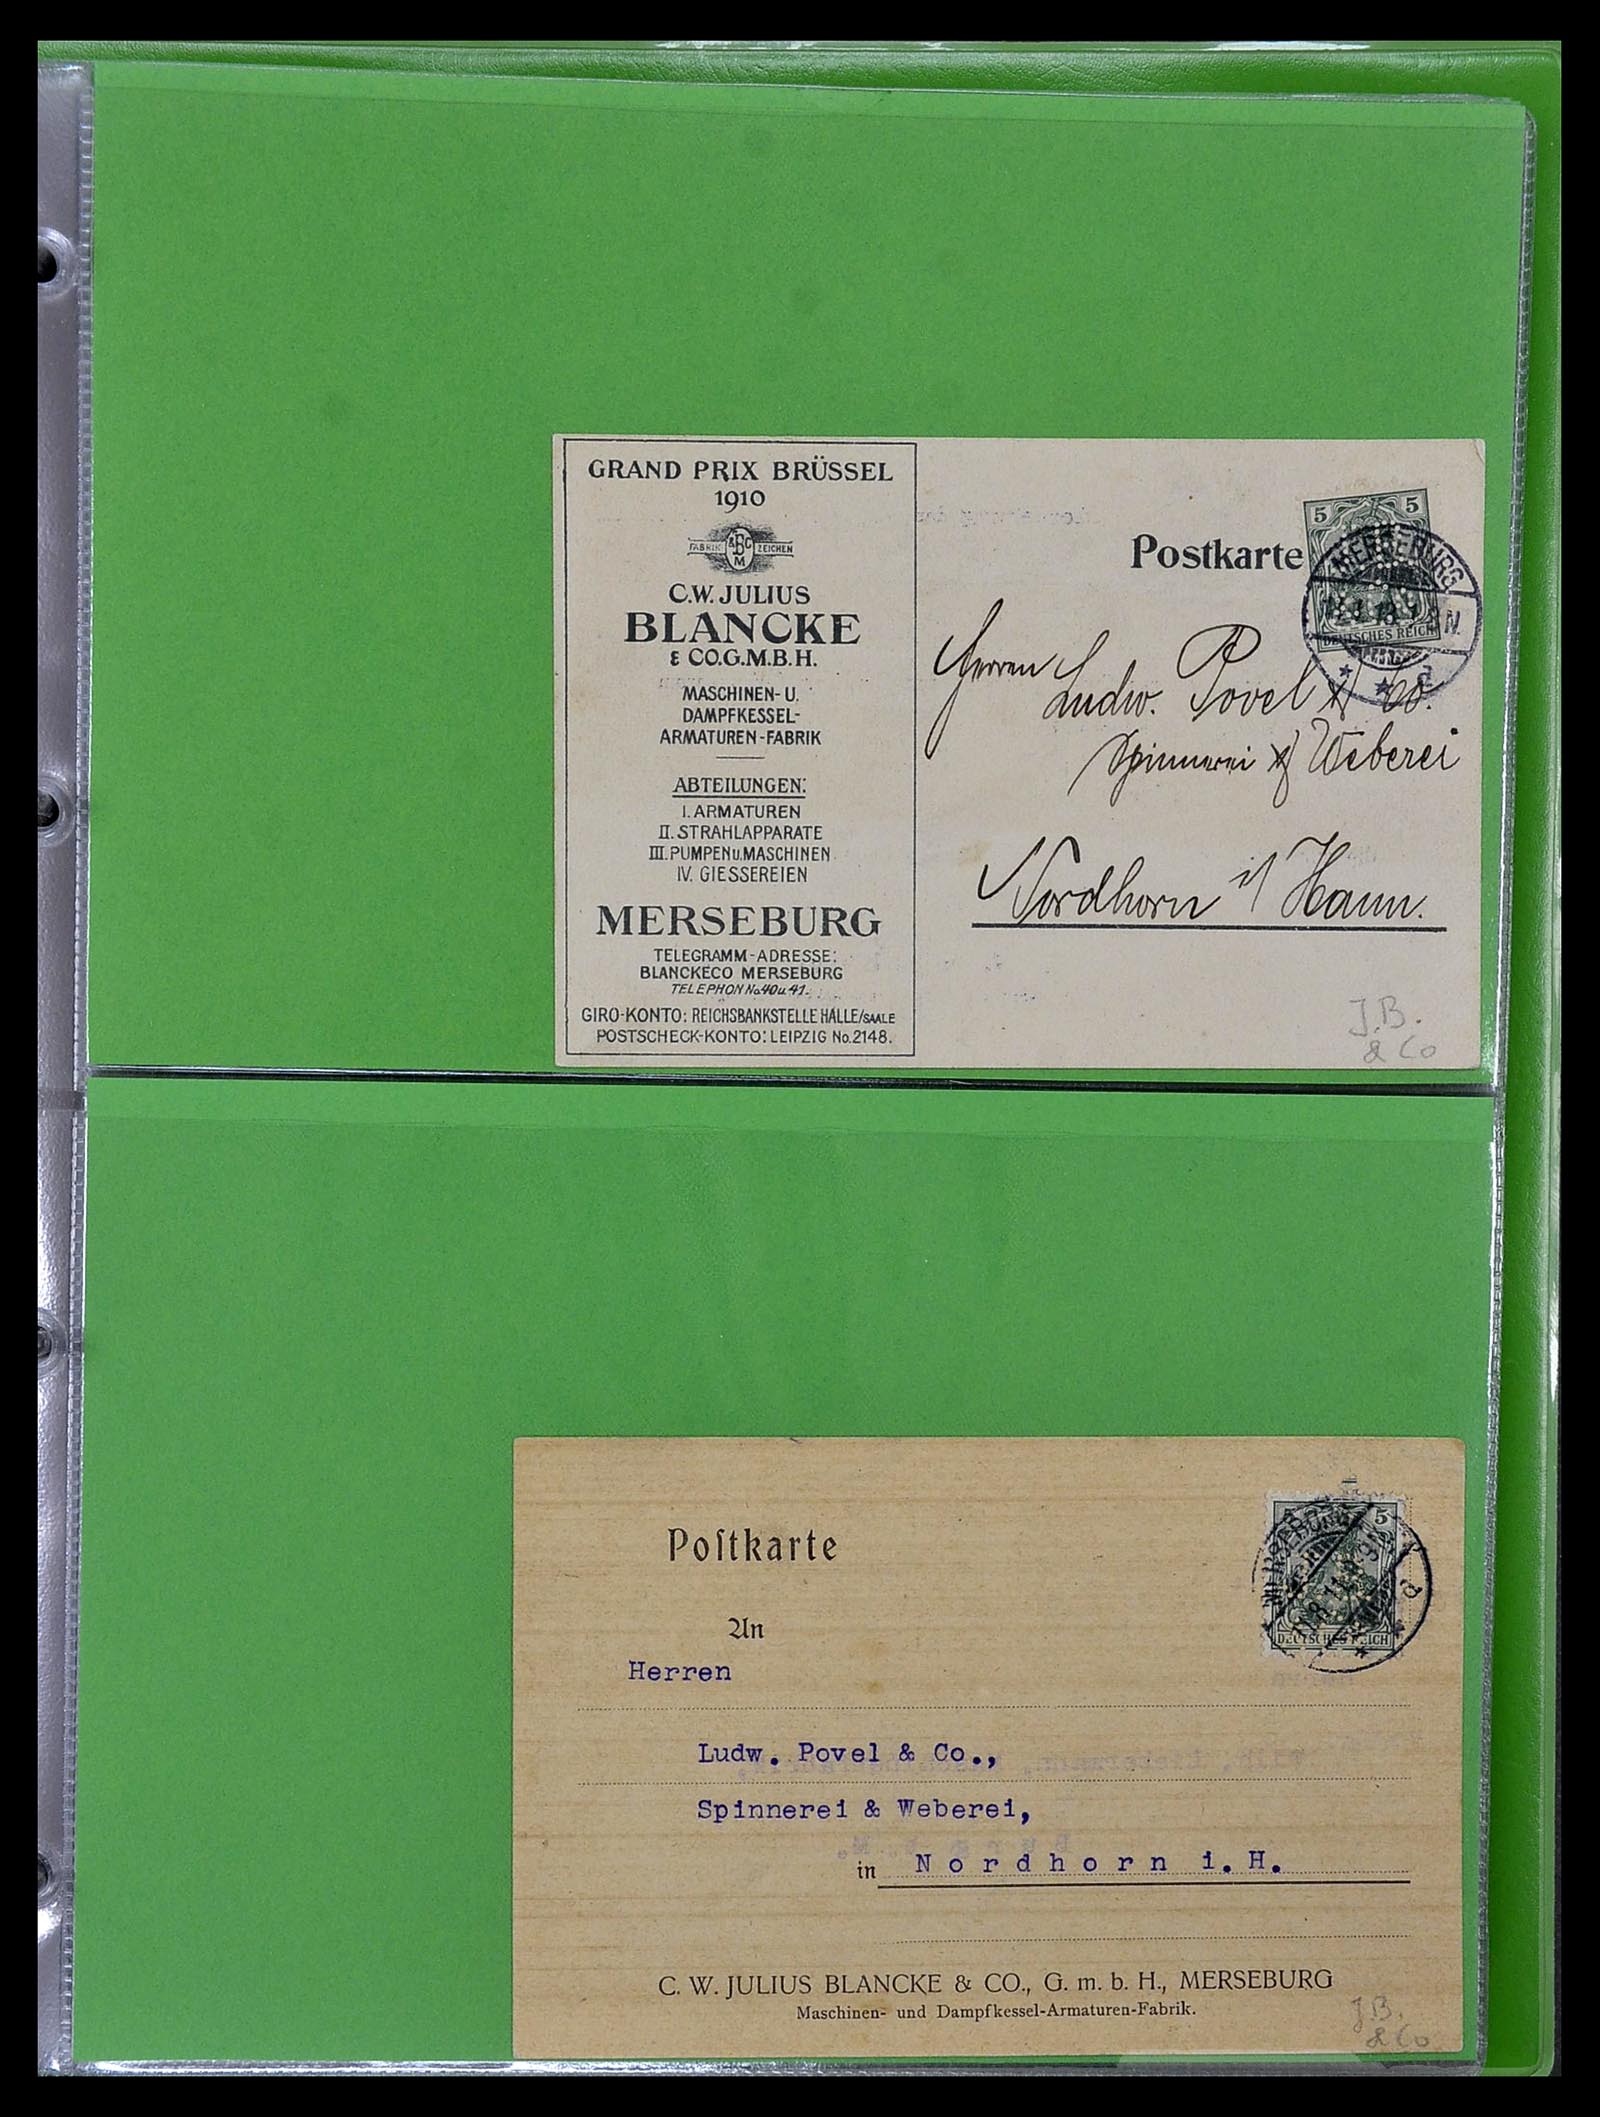 GRAND PRIX BRÜSSEL
1910
FABRIK ZEICHEN
&BC
M
C.W. JULIUS
BLANCKE
& CO.G.M.B.H.
MASCHINEN- U.
DAMPFKESSEL-
ARMATUREN-FABRIK
ABTEILUNGEN:
I. ARMATUREN
II. STRAHLAPPARATE
III. PUMPEN u. MASCHINEN
IV. GIESSEREIEN
MERSEBURG
TELEGRAMM-ADRESSE:
BLANCKECO MERSEBURG
TELEPHON No. 40 u. 41.
GIRO-KONTO: REICHSBANKSTELLE HALLE/SAALE
POSTSCHECK-KONTO: LEIPZIG No. 2148.
Postkarte
5 5
DEUTSCHES REICH
MERSEBURG
N.
* * d
Herren
Ludw. Povel & Co.
Spinnerei & Weberei
Nordhorn i/ Hann.
J.B.
& Co
Poſtkarte
5
DEUTSCHES REICH
MERSEBURG
* * d
An
Herren
Ludw. Povel & Co.,
Spinnerei & Weberei,
in Nordhorn i. H.
C. W. JULIUS BLANCKE & CO., G. m. b. H., MERSEBURG
Maschinen- und Dampfkessel-Armaturen-Fabrik.
J.B.
& Co